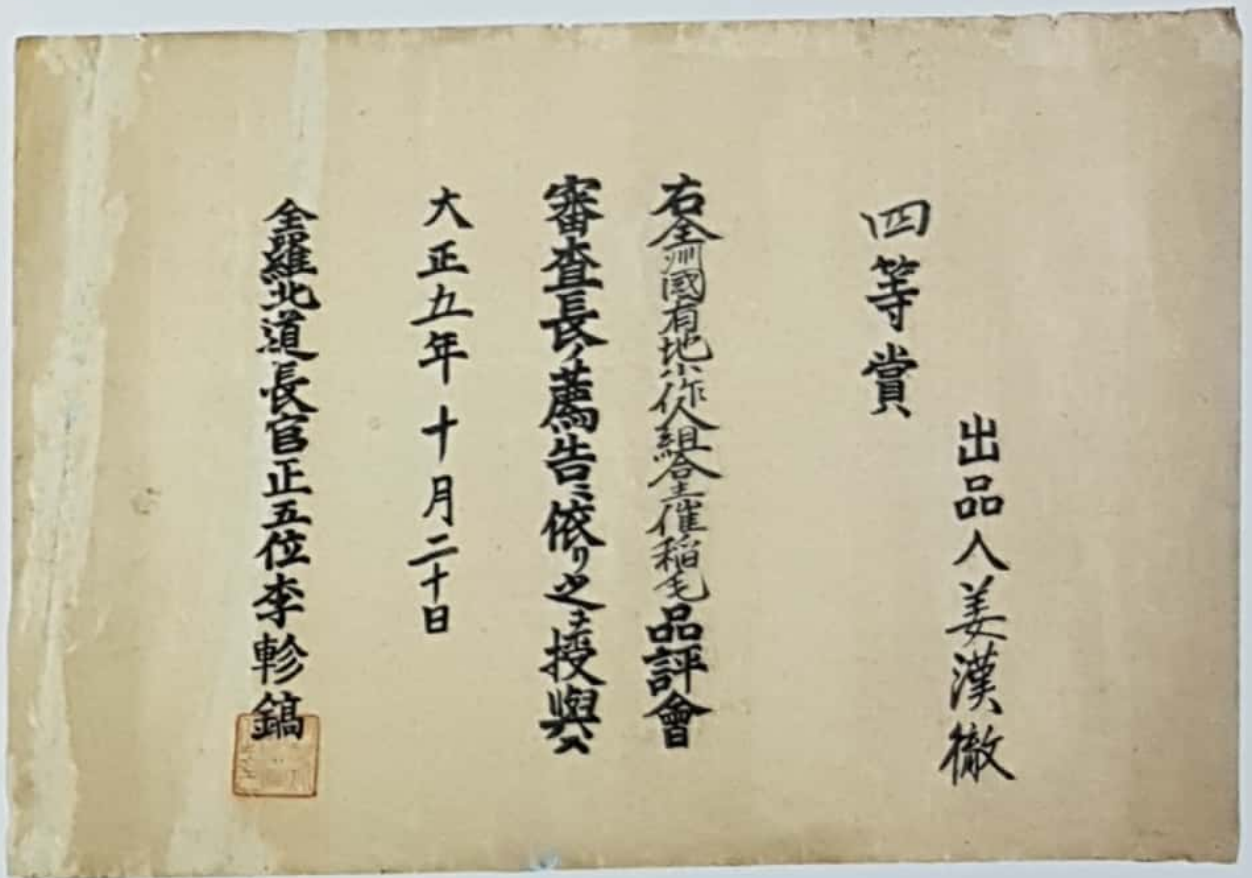 出品人姜漢徹
四等賞
右全州國有地小作人組合主催稲毛品評會
審査長ノ薦告ニ依リ之ヲ授與ス
大正五年十月二十日
全羅北道長官正五位李軫鎬